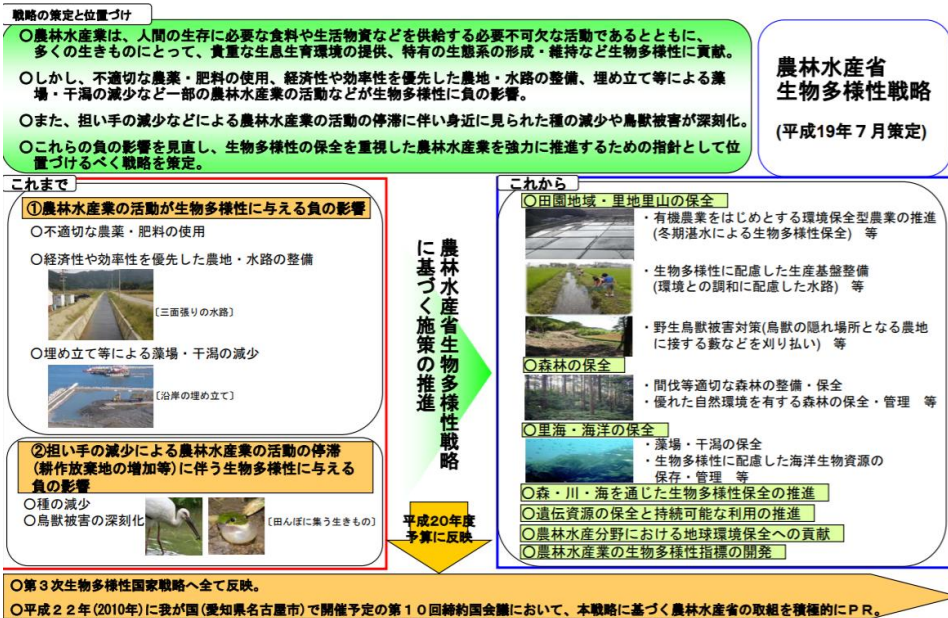 戦略の策定と位置づけ
○農林水産業は、人間の生存に必要な食料や生活物資などを供給する必要不可欠な活動であるとともに、
多くの生きものにとって、貴重な生息生育環境の提供、特有の生態系の形成・維持など生物多様性に貢献。
○しかし、不適切な農薬・肥料の使用、経済性や効率性を優先した農地・水路の整備、埋め立て等による藻
場・干潟の減少など一部の農林水産業の活動などが生物多様性に負の影響。
○また、担い手の減少などによる農林水産業の活動の停滞に伴い身近に見られた種の減少や鳥獣被害が深刻化。
○これらの負の影響を見直し、生物多様性の保全を重視した農林水産業を強力に推進するための指針として位
置づけるべく戦略を策定。
農林水産省
生物多様性戦略
(平成19年7月策定)
これまで
①農林水産業の活動が生物多様性に与える負の影響
○不適切な農薬・肥料の使用
○経済性や効率性を優先した農地・水路の整備
〔三面張りの水路〕
○埋め立て等による藻場・干潟の減少
〔沿岸の埋め立て〕
②担い手の減少による農林水産業の活動の停滞
(耕作放棄地の増加等)に伴う生物多様性に与える
負の影響
○種の減少
○鳥獣被害の深刻化
〔田んぼに集う生きもの〕
農林水産省生物多様性戦略
に基づく施策の推進
平成20年度
予算に反映
これから
○田園地域・里地里山の保全
・有機農業をはじめとする環境保全型農業の推進
(冬期湛水による生物多様性保全) 等
・生物多様性に配慮した生産基盤整備
(環境との調和に配慮した水路) 等
・野生鳥獣被害対策(鳥獣の隠れ場所となる農地
に接する藪などを刈り払い) 等
○森林の保全
・間伐等適切な森林の整備・保全
・優れた自然環境を有する森林の保全・管理 等
○里海・海洋の保全
・藻場・干潟の保全
・生物多様性に配慮した海洋生物資源の
保存・管理 等
○森・川・海を通じた生物多様性保全の推進
○遺伝資源の保全と持続可能な利用の推進
○農林水産分野における地球環境保全への貢献
○農林水産業の生物多様性指標の開発
○第3次生物多様性国家戦略へ全て反映。
○平成22年(2010年)に我が国(愛知県名古屋市)で開催予定の第10回締約国会議において、本戦略に基づく農林水産省の取組を積極的にPR。